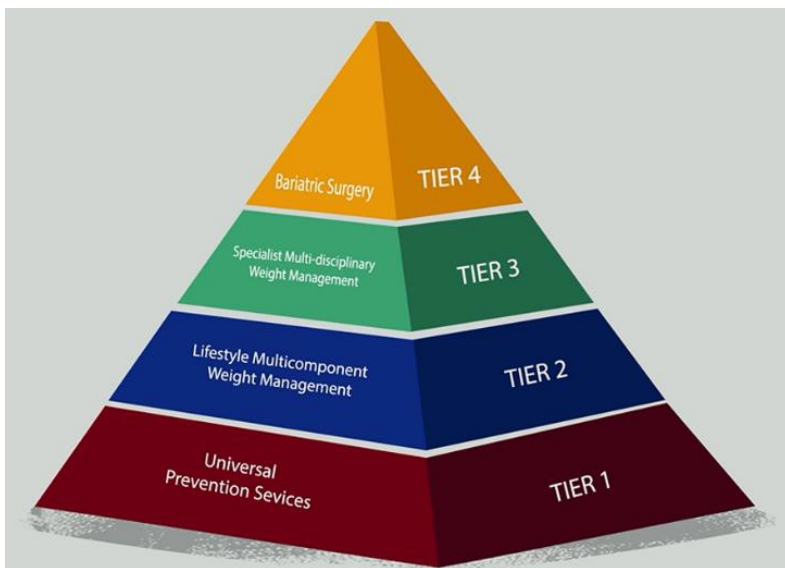 Bariatric Surgery
TIER 4
Specialist Multi-disciplinary
Weight Management
TIER 3
Lifestyle Multicomponent
Weight Management
TIER 2
Universal
Prevention Sevices
TIER 1